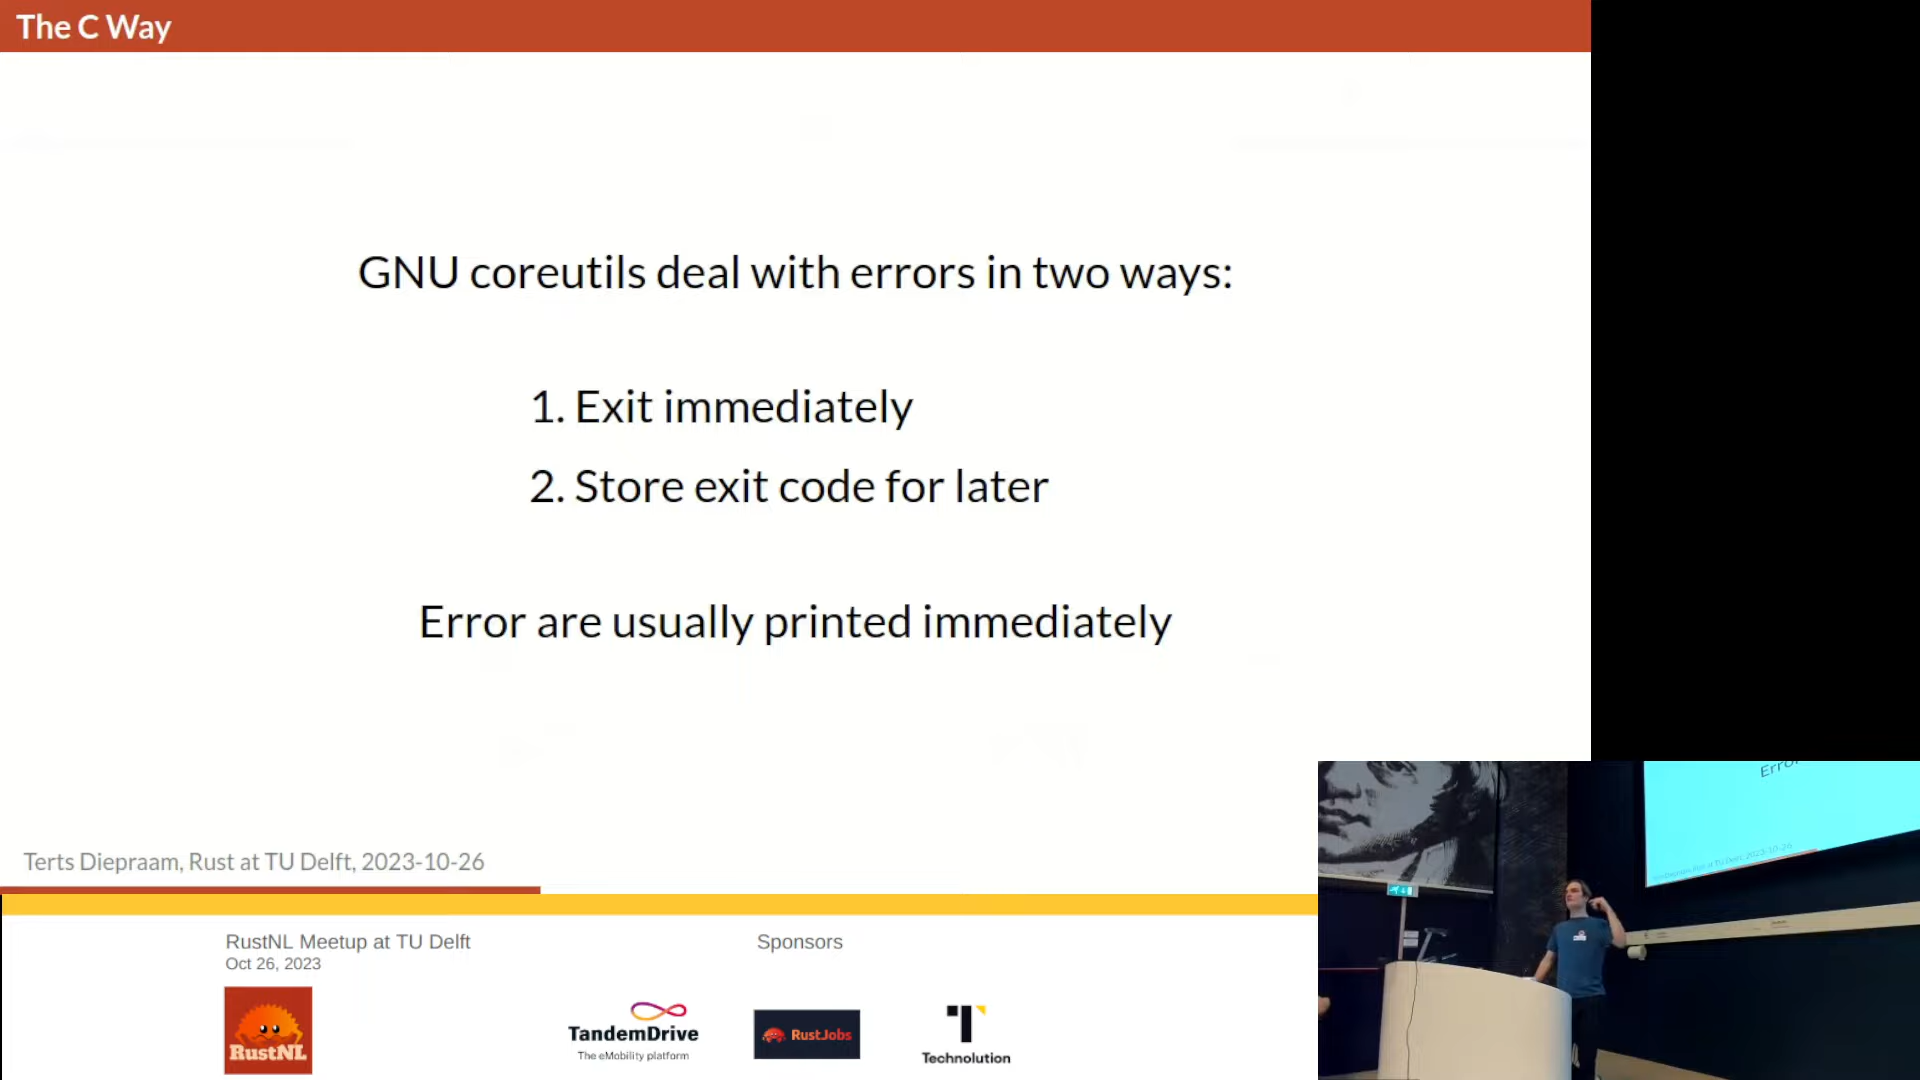 The C Way
GNU coreutils deal with errors in two ways:
1. Exit immediately
2. Store exit code for later
Error are usually printed immediately
Terts Diepraam, Rust at TU Delft, 2023-10-26
RustNL Meetup at TU Delft
Oct 26, 2023
Sponsors
RustNL
TandemDrive
The eMobility platform
RustJobs
Technolution
Error